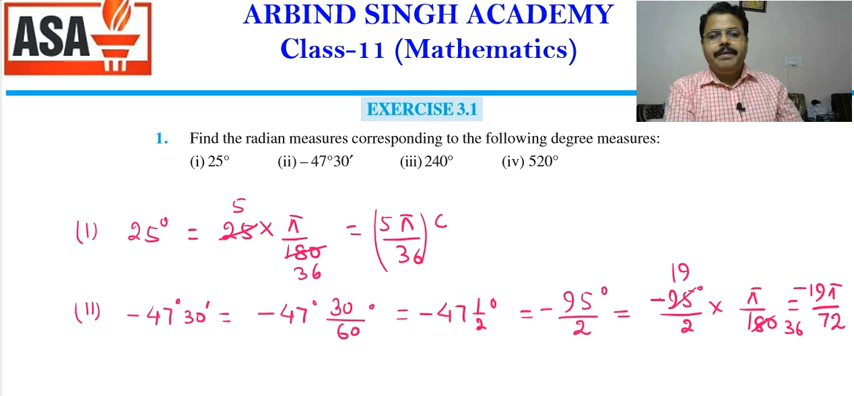 ASA
ARBIND SINGH ACADEMY
Class-11 (Mathematics)
EXERCISE 3.1
1. Find the radian measures corresponding to the following degree measures:
(i) 25° (ii) – 47°30′ (iii) 240° (iv) 520°
(I) 25° = 25 5 × π/180 36 = (5π/36)ᶜ
(II) -47°30' = -47° 30/60° = -47 1/2° = -95°/2 = 19 -95°/2 × π/180 36 = -19π/72